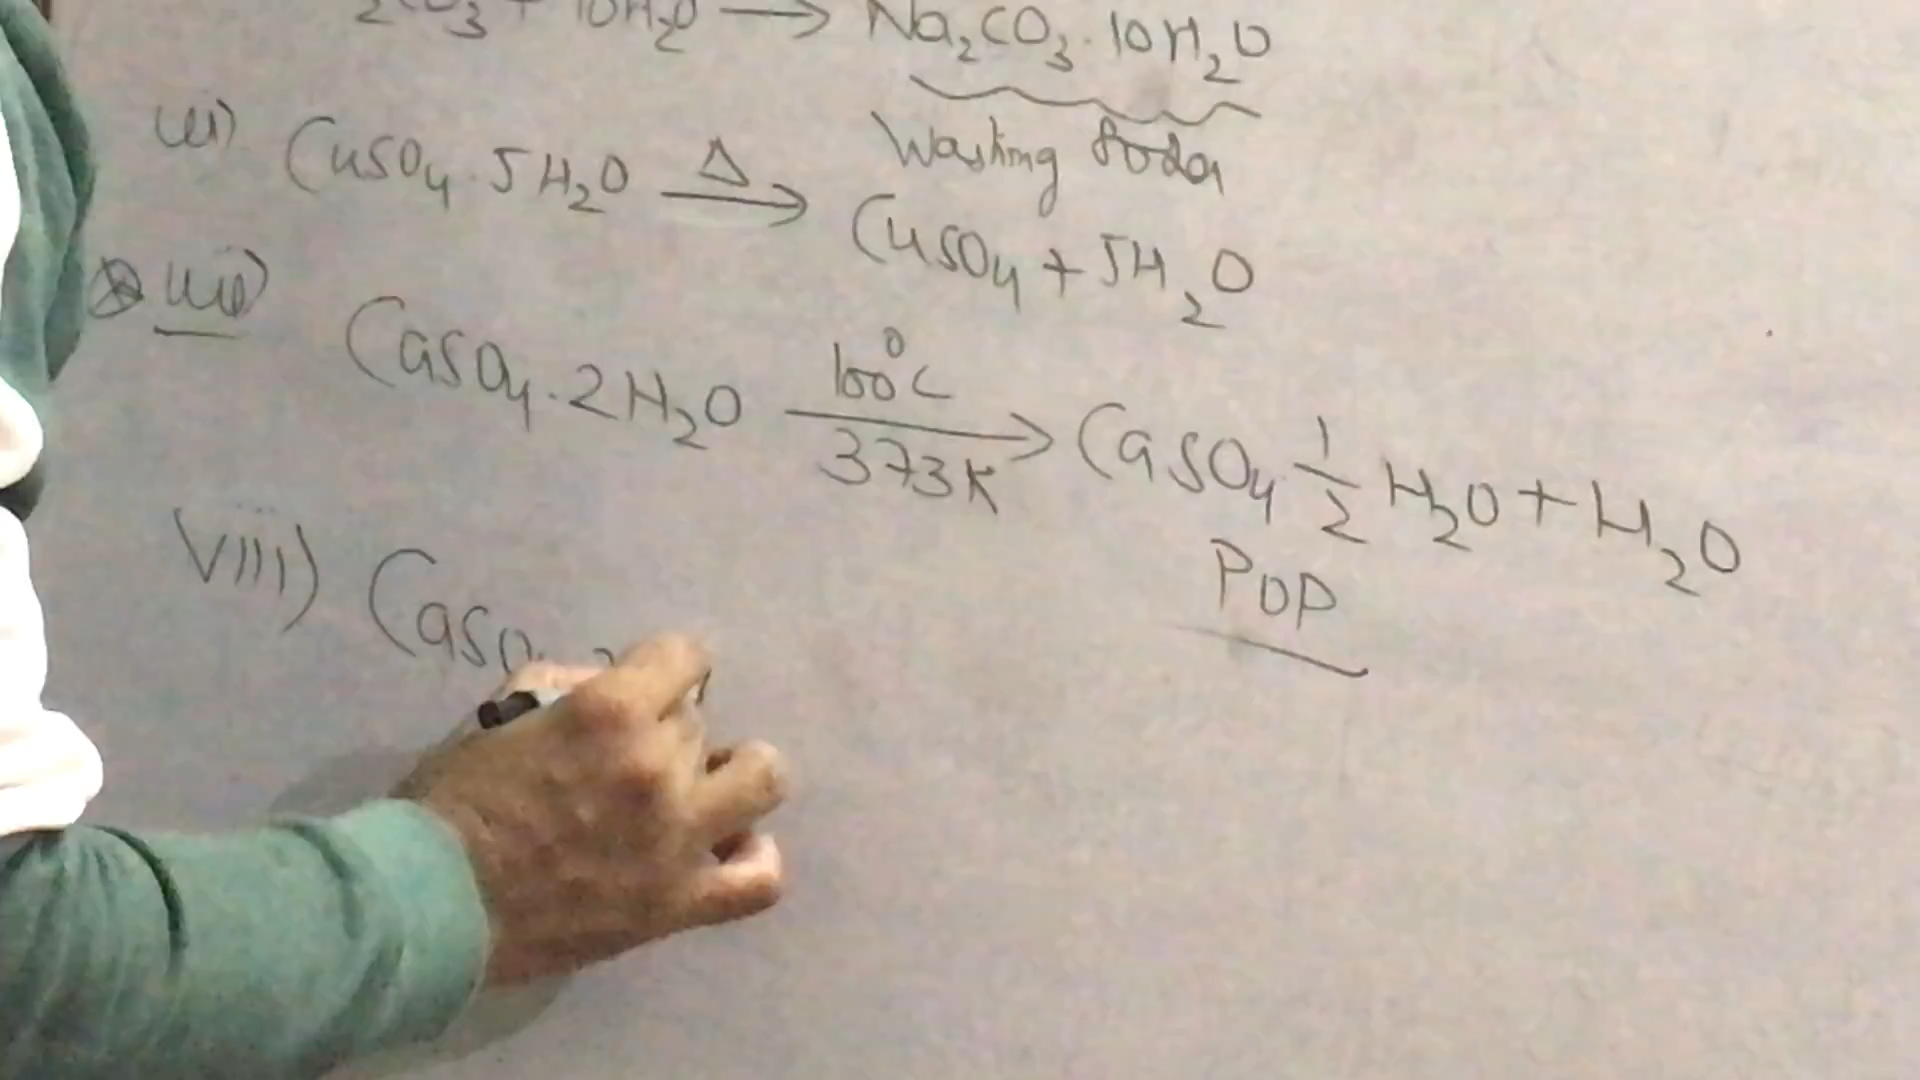 ₂CO₃ + 10H₂O → Na₂CO₃·10H₂O
Washing Soda
vi) CuSO₄·5H₂O —Δ→ CuSO₄ + 5H₂O
vii) CaSO₄·2H₂O —100°C / 373K→ CaSO₄ ½ H₂O + H₂O
POP
VIII) CaSO